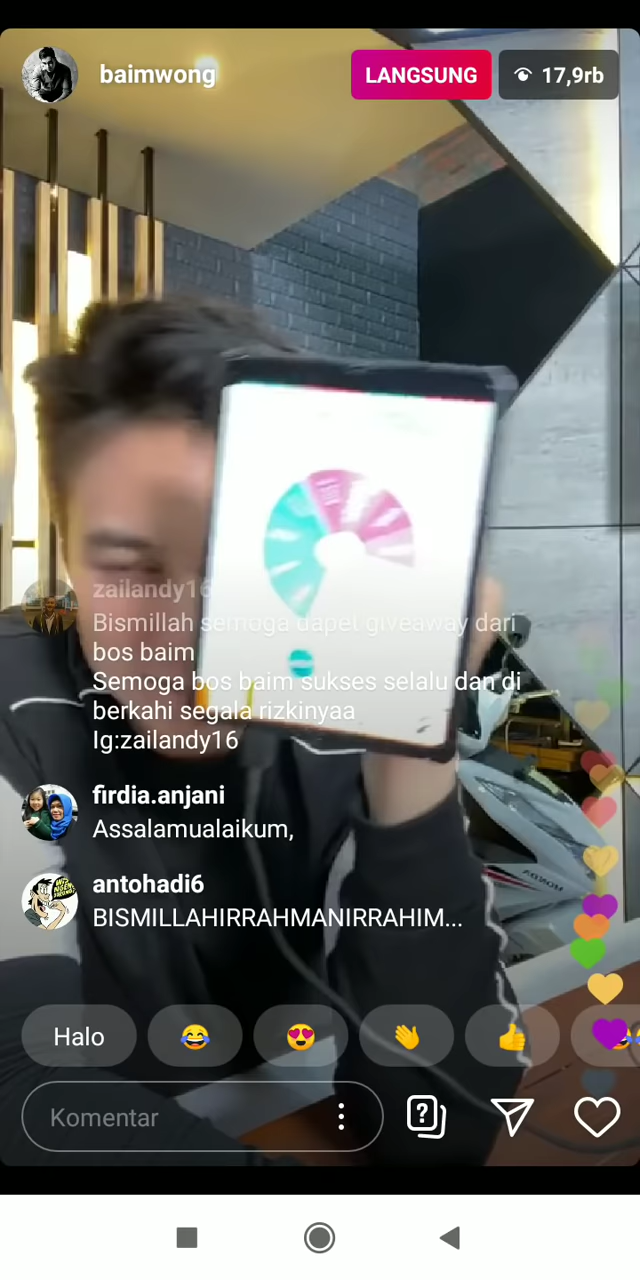 baimwong
LANGSUNG
17,9rb
zailandy16
Bismillah semoga dapet giveaway dari
bos baim
Semoga bos baim sukses selalu dan di
berkahi segala rizkinyaa
Ig:zailandy16
firdia.anjani
Assalamualaikum,
antohadi6
BISMILLAHIRRAHMANIRRAHIM...
HONDA
Halo
Komentar